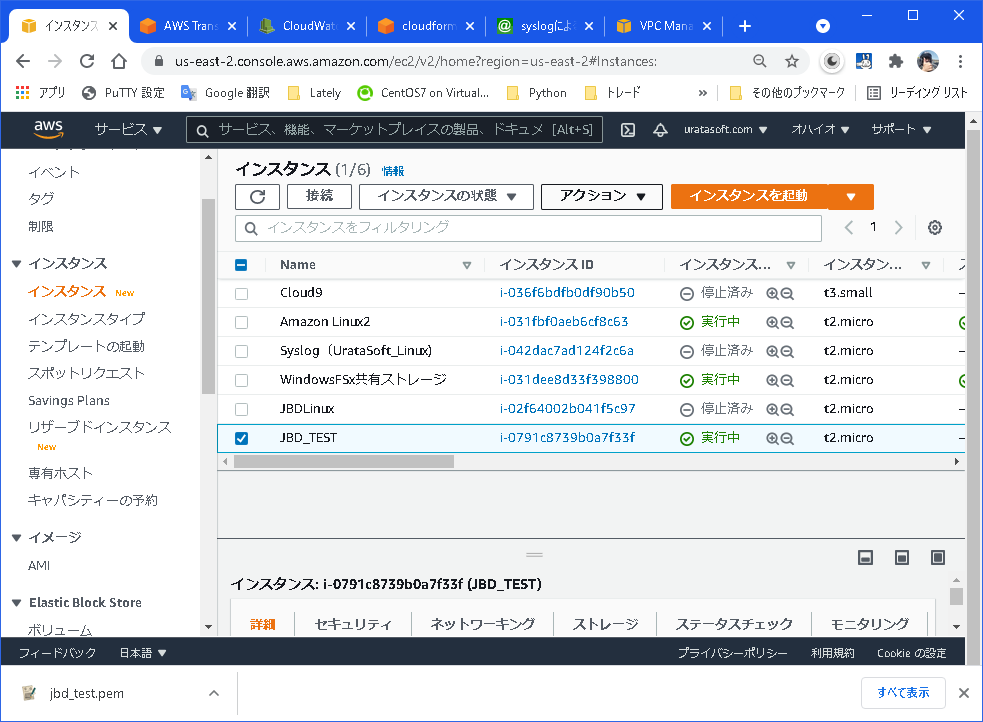 インスタンス
AWS Trans
CloudWat
cloudform
syslogによ
VPC Mana
us-east-2.console.aws.amazon.com/ec2/v2/home?region=us-east-2#Instances:
アプリ
PuTTY 設定
Google 翻訳
Lately
CentOS7 on Virtual...
Python
トレード
»
その他のブックマーク
リーディング リスト
aws
サービス
サービス、機能、マーケットプレイスの製品、ドキュメ [Alt+S]
uratasoft.com
オハイオ
サポート
イベント
タグ
制限
インスタンス
インスタンス New
インスタンスタイプ
テンプレートの起動
スポットリクエスト
Savings Plans
リザーブドインスタンス
New
専有ホスト
キャパシティーの予約
イメージ
AMI
Elastic Block Store
ボリューム
インスタンス (1/6) 情報
接続
インスタンスの状態
アクション
インスタンスを起動
インスタンスをフィルタリング
1
Name インスタンス ID インスタンス... インスタン...
Cloud9 i-036f6bdfb0df90b50 停止済み t3.small –
Amazon Linux2 i-031fbf0aeb6cf8c63 実行中 t2.micro
Syslog（UrataSoft_Linux) i-042dac7ad124f2c6a 停止済み t2.micro –
WindowsFSx共有ストレージ i-031dee8d33f398800 実行中 t2.micro
JBDLinux i-02f64002b041f5c97 停止済み t2.micro –
JBD_TEST i-0791c8739b0a7f33f 実行中 t2.micro –
インスタンス: i-0791c8739b0a7f33f (JBD_TEST)
詳細
セキュリティ
ネットワーキング
ストレージ
ステータスチェック
モニタリング
フィードバック
日本語
プライバシーポリシー
利用規約
Cookie の設定
jbd_test.pem
すべて表示